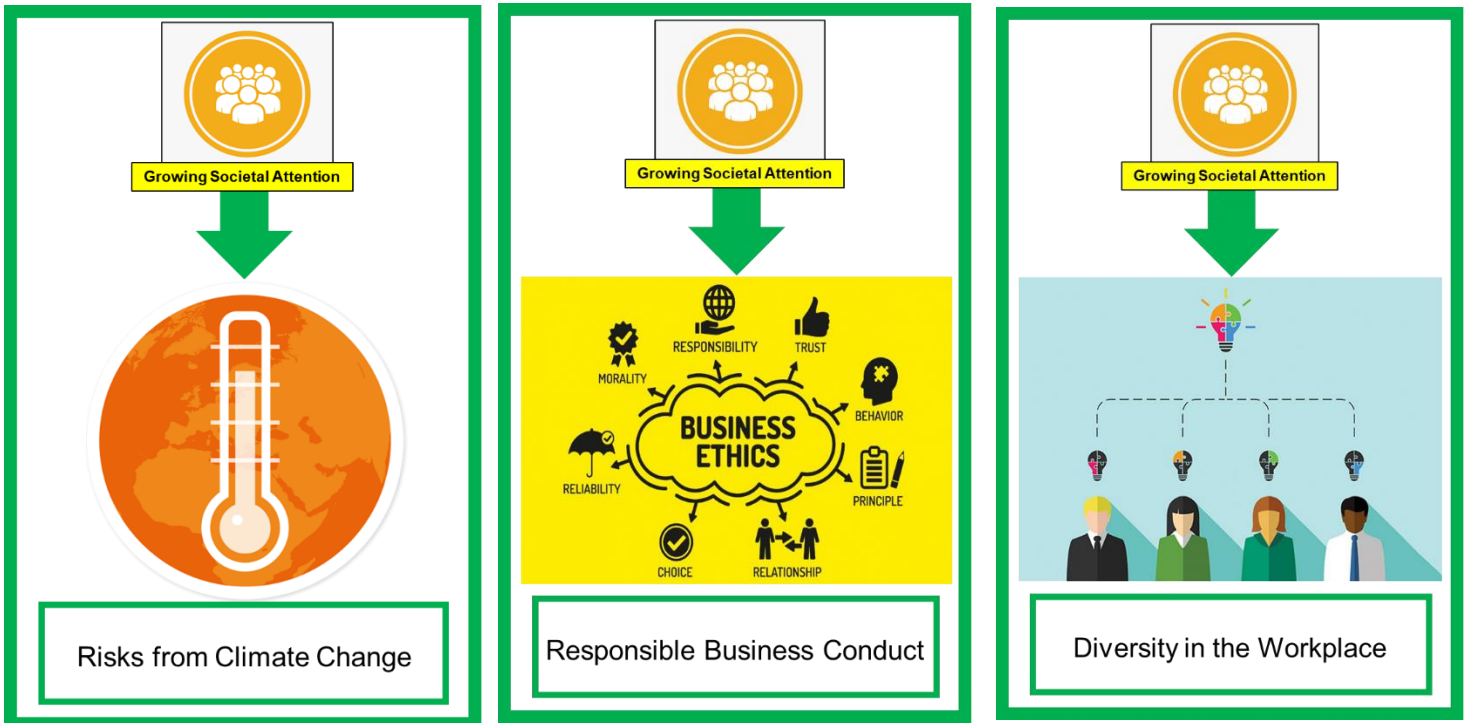 Growing Societal Attention
Risks from Climate Change
Growing Societal Attention
RESPONSIBILITY
TRUST
MORALITY
BEHAVIOR
BUSINESS
ETHICS
RELIABILITY
PRINCIPLE
CHOICE
RELATIONSHIP
Responsible Business Conduct
Growing Societal Attention
Diversity in the Workplace